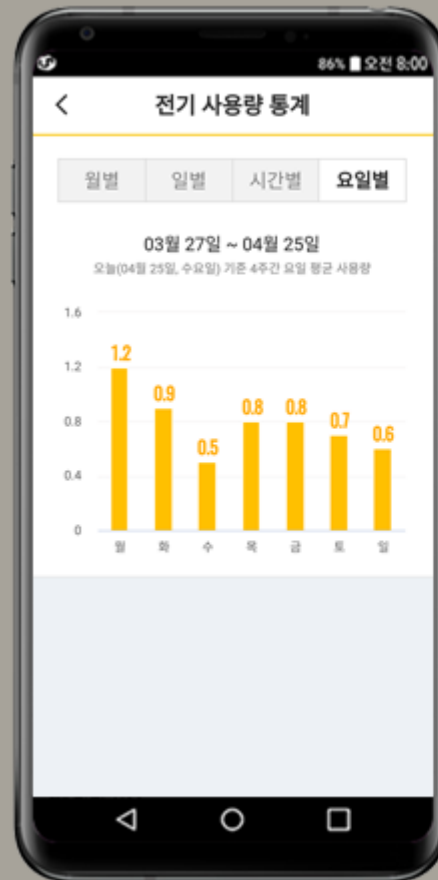 86% 오전 8:00
전기 사용량 통계
월별 일별 시간별 요일별
03월 27일 ~ 04월 25일
오늘(04월 25일, 수요일) 기준 4주간 요일 평균 사용량
1.6
1.2
0.8
0.4
0
1.2 0.9 0.5 0.8 0.8 0.7 0.6
월 화 수 목 금 토 일